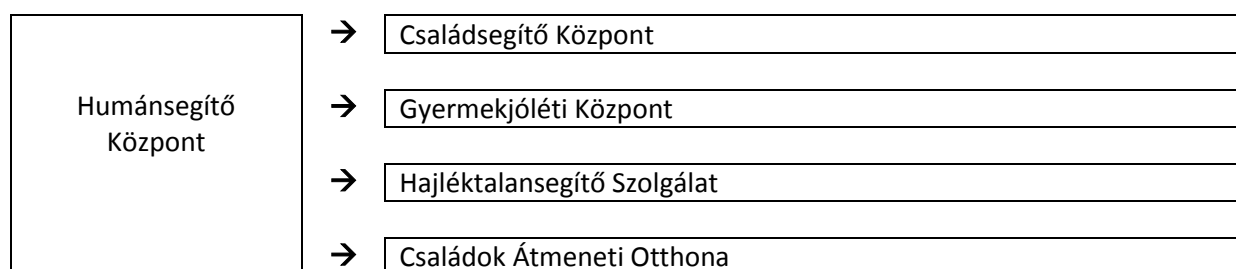 Humánsegítő
Központ
→ Családsegítő Központ
→ Gyermekjóléti Központ
→ Hajléktalansegítő Szolgálat
→ Családok Átmeneti Otthona